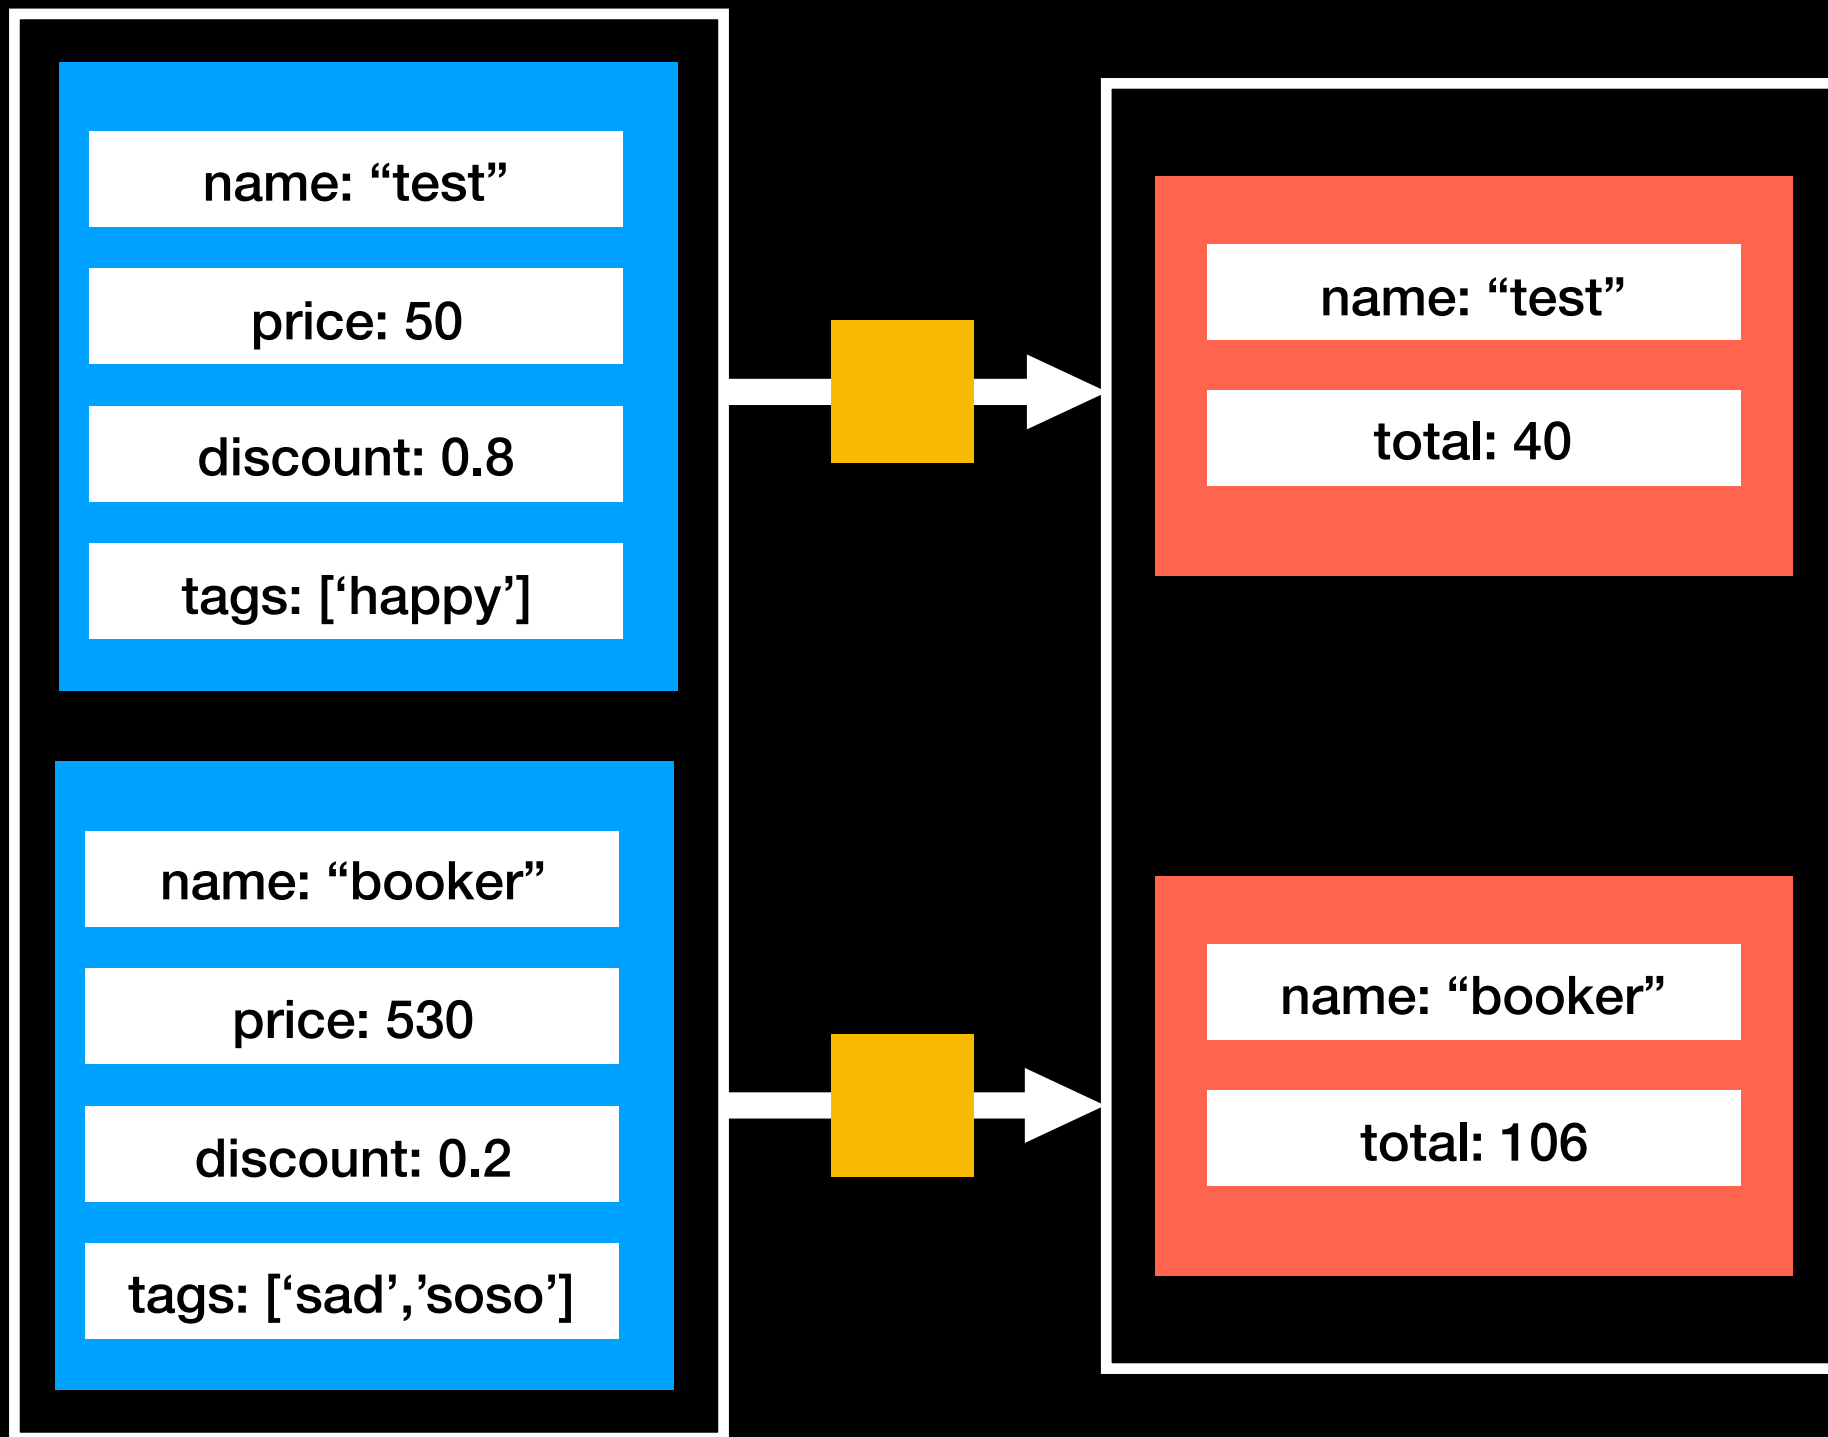 name: “test”
price: 50
discount: 0.8
tags: [‘happy’]
name: “booker”
price: 530
discount: 0.2
tags: [‘sad’,’soso’]
name: “test”
total: 40
name: “booker”
total: 106